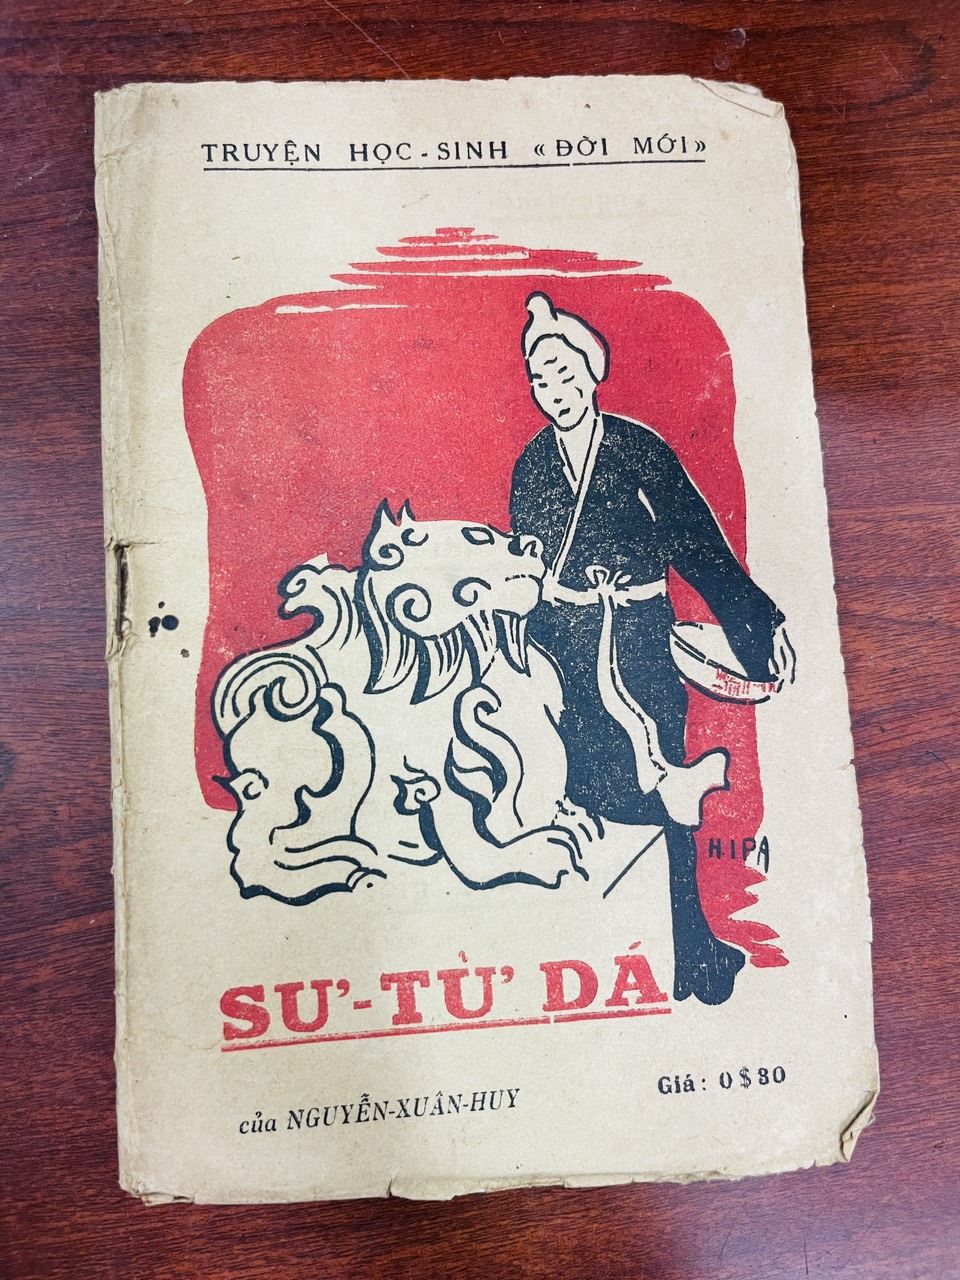 TRUYỆN HỌC-SINH «ĐỜI MỚI»
HIPA
SƯ-TỬ DÁ
của NGUYỄN-XUÂN-HUY
Giá: 0$30